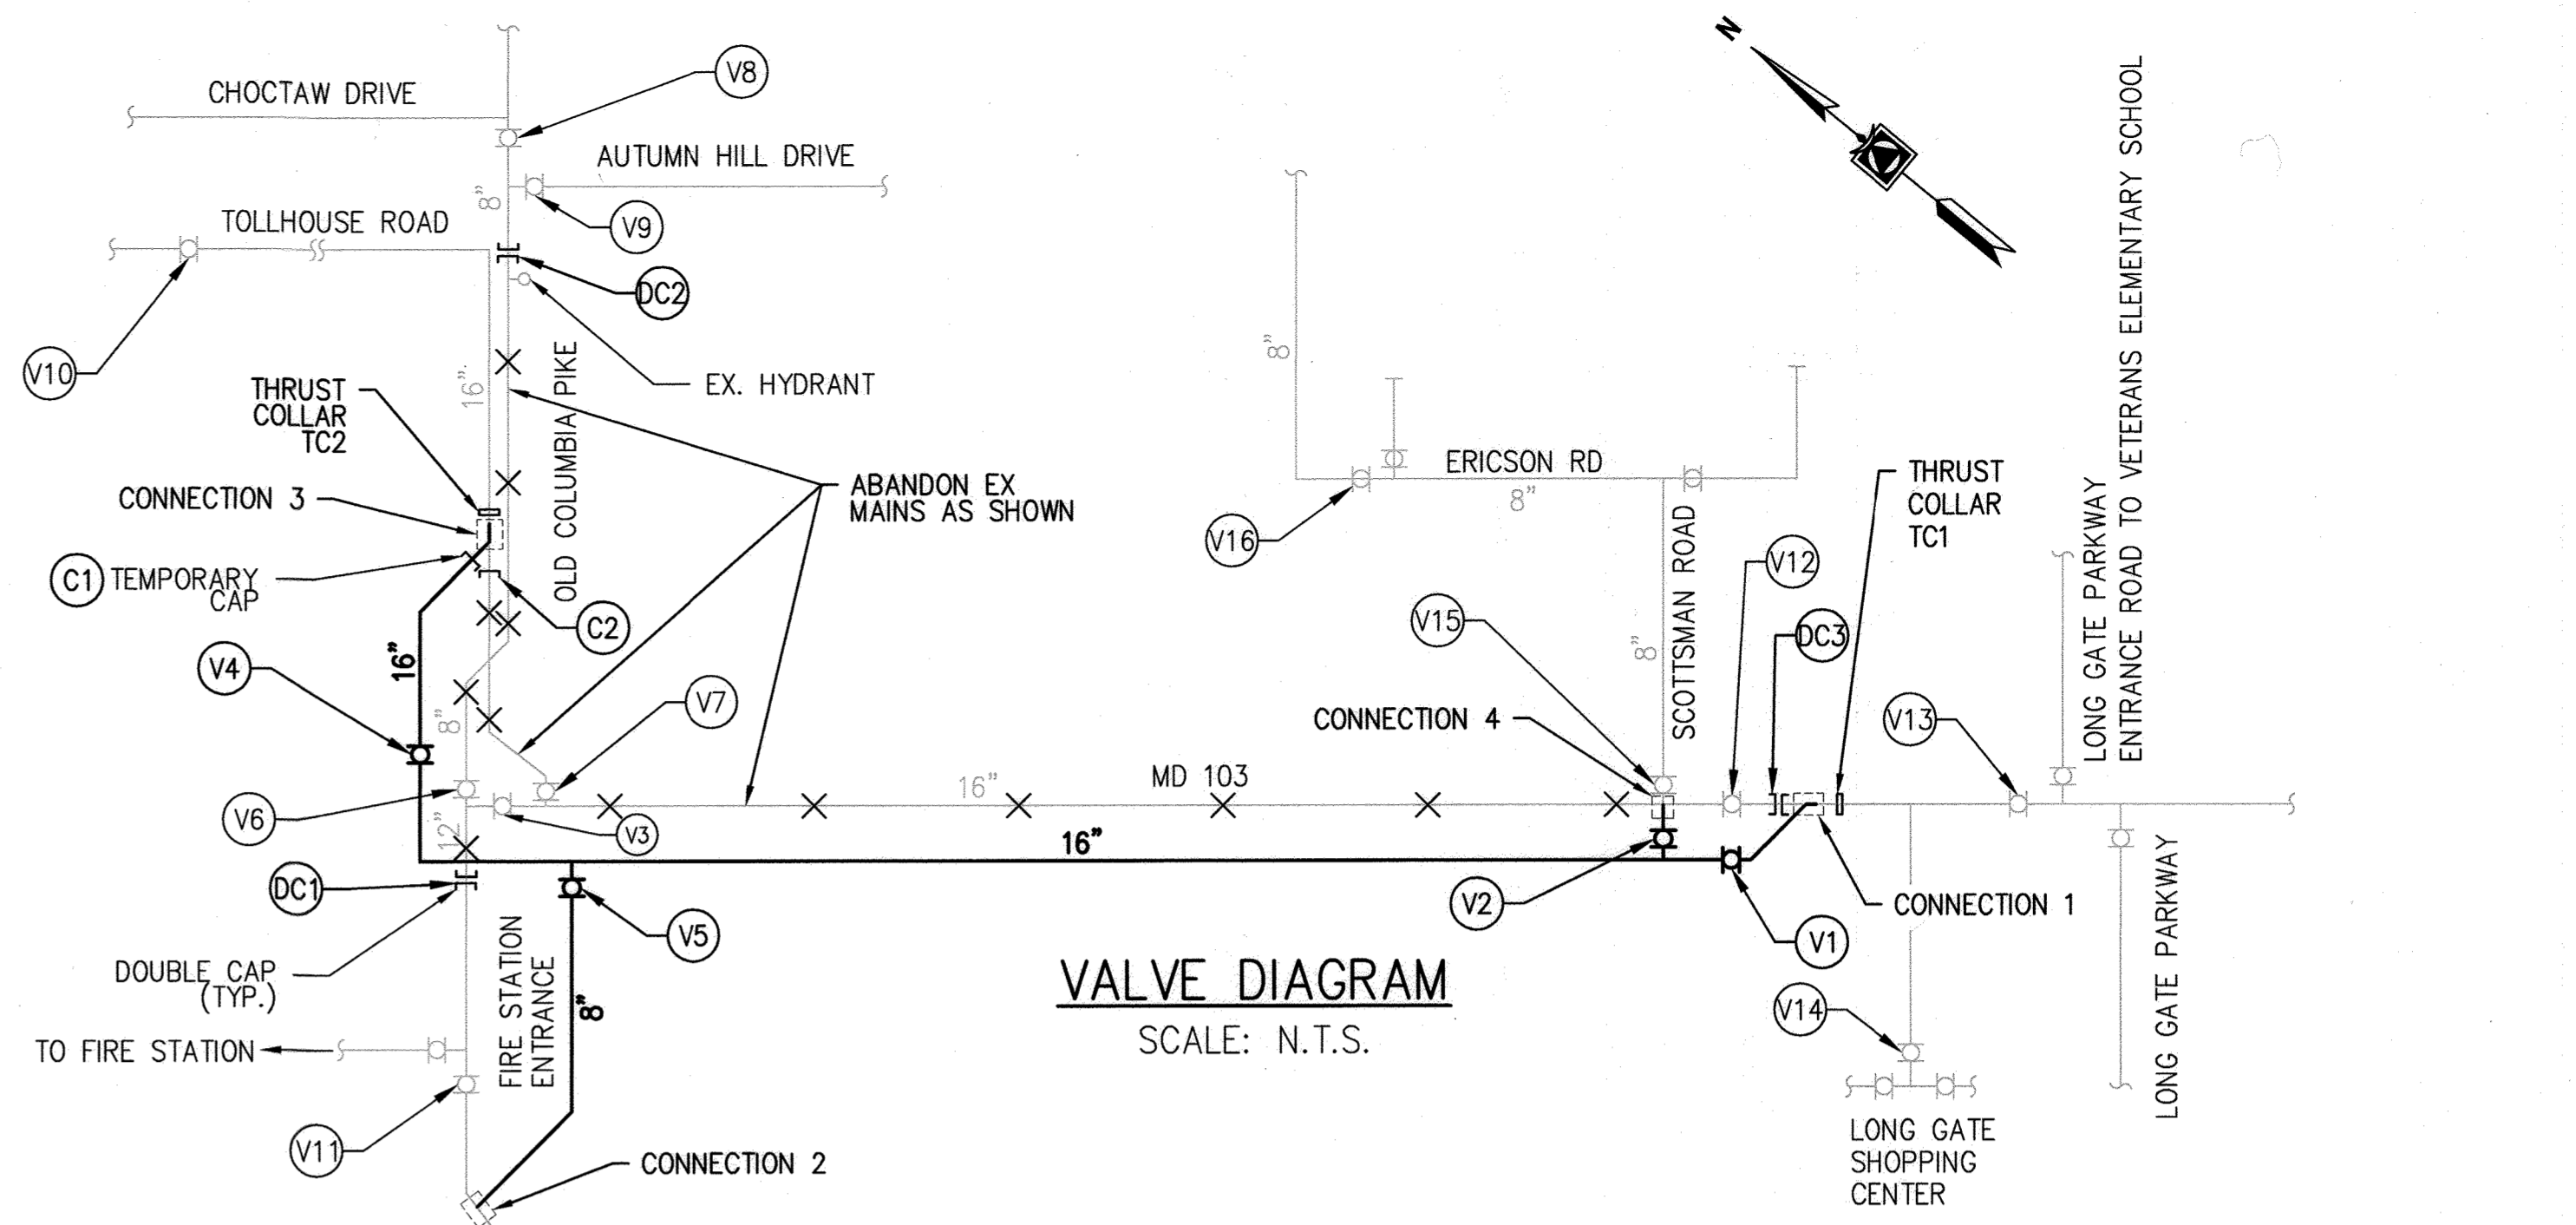 N
V8
CHOCTAW DRIVE
AUTUMN HILL DRIVE
8"
V9
TOLLHOUSE ROAD
DC2
V10
EX. HYDRANT
16"
THRUST
COLLAR
TC2
OLD COLUMBIA PIKE
CONNECTION 3
ABANDON EX
MAINS AS SHOWN
C1 TEMPORARY
CAP
C2
16"
V4
8"
V7
V6
12"
V3
MD 103
16"
16"
DC1
V5
DOUBLE CAP
(TYP.)
FIRE STATION
ENTRANCE
8"
TO FIRE STATION
V11
CONNECTION 2
8"
ERICSON RD
8"
V16
V15
8"
SCOTTSMAN ROAD
V12
DC3
THRUST
COLLAR
TC1
CONNECTION 4
V13
V2
V1
CONNECTION 1
V14
LONG GATE PARKWAY
ENTRANCE ROAD TO VETERANS ELEMENTARY SCHOOL
LONG GATE PARKWAY
LONG GATE
SHOPPING
CENTER
VALVE DIAGRAM
SCALE: N.T.S.